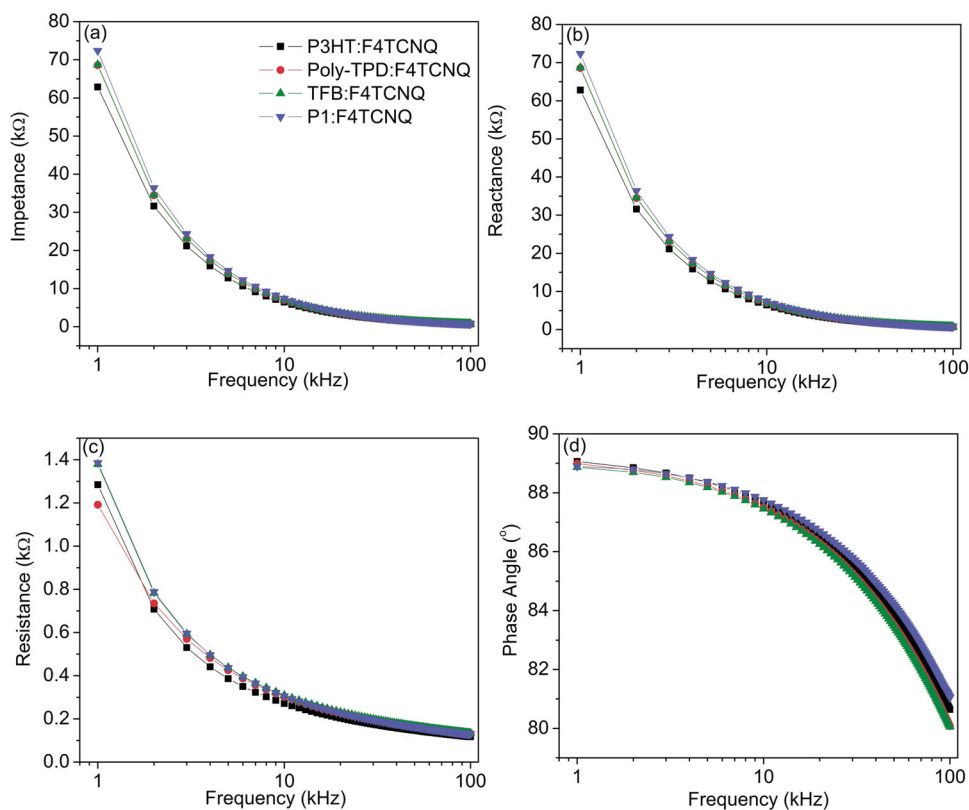 (a)
P3HT:F4TCNQ
Poly-TPD:F4TCNQ
TFB:F4TCNQ
P1:F4TCNQ
80
70
60
50
40
30
20
10
0
Impetance (kΩ)
1
10
100
Frequency (kHz)
(b)
80
70
60
50
40
30
20
10
0
Reactance (kΩ)
1
10
100
Frequency (kHz)
(c)
1.4
1.2
1.0
0.8
0.6
0.4
0.2
0.0
Resistance (kΩ)
1
10
100
Frequency (kHz)
(d)
90
88
86
84
82
80
Phase Angle (°)
1
10
100
Frequency (kHz)